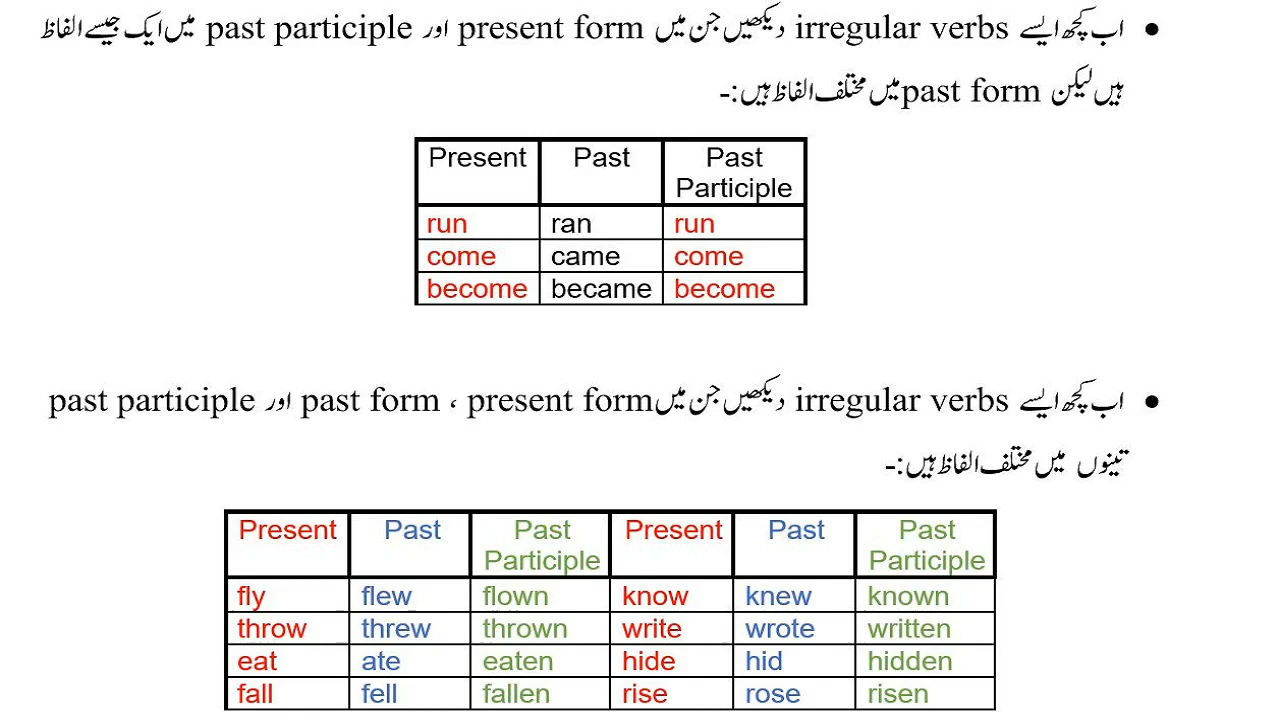 اب کچھ ایسے irregular verbs دیکھیں جن میں present form اور past participle میں ایک جیسے الفاظ
ہیں لیکن past form میں مختلف الفاظ ہیں:-
Present Past Past Participle
run ran run
come came come
become became become
اب کچھ ایسے irregular verbs دیکھیں جن میں present form ، past form اور past participle
تینوں میں مختلف الفاظ ہیں:-
Present Past Past Participle Present Past Past Participle
fly flew flown know knew known
throw threw thrown write wrote written
eat ate eaten hide hid hidden
fall fell fallen rise rose risen